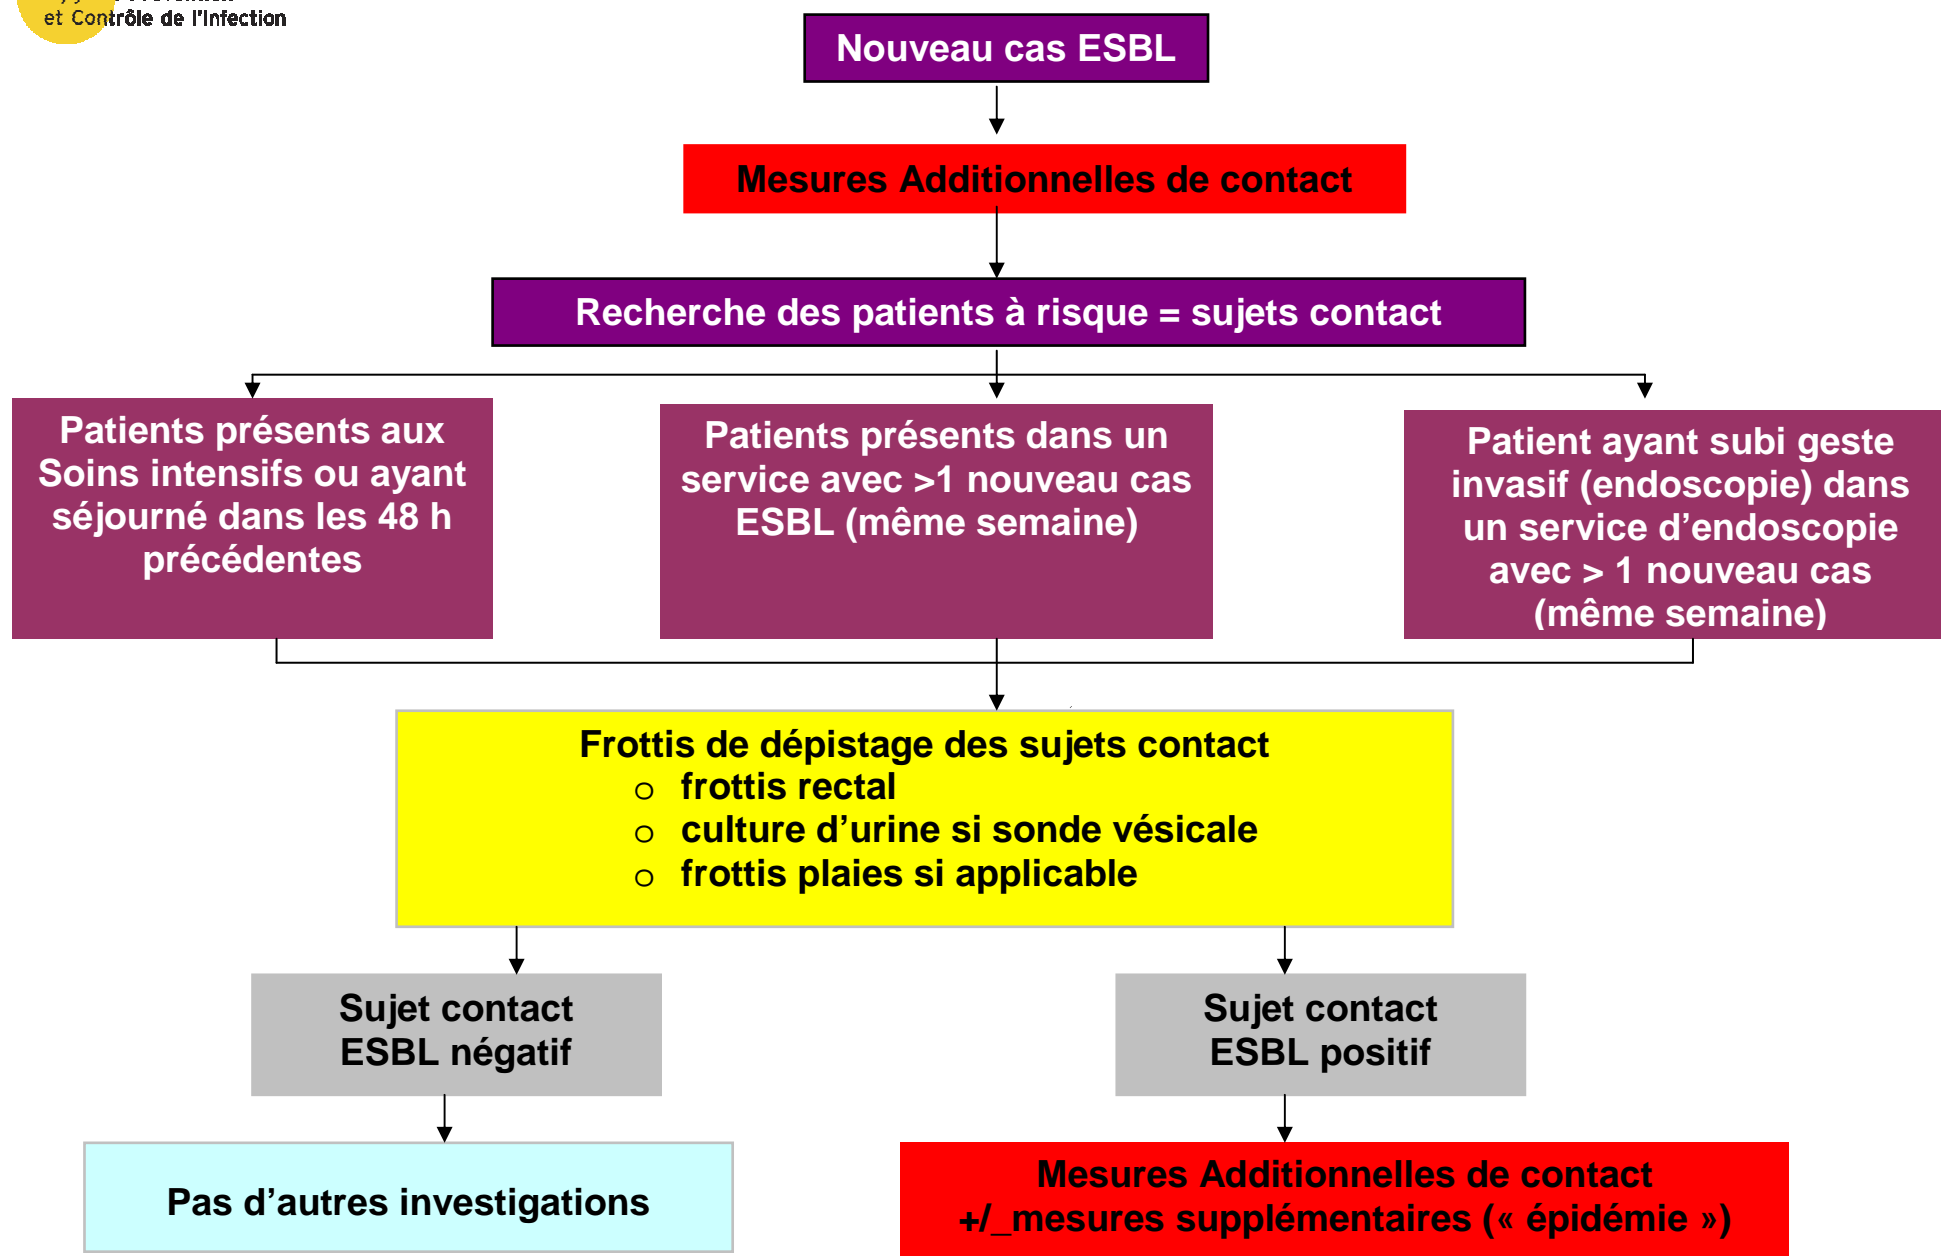 et Contrôle de l'Infection
Nouveau cas ESBL
Mesures Additionnelles de contact
Recherche des patients à risque = sujets contact
Patients présents aux
Soins intensifs ou ayant
séjourné dans les 48 h
précédentes
Patients présents dans un
service avec >1 nouveau cas
ESBL (même semaine)
Patient ayant subi geste
invasif (endoscopie) dans
un service d’endoscopie
avec > 1 nouveau cas
(même semaine)
Frottis de dépistage des sujets contact
o frottis rectal
o culture d’urine si sonde vésicale
o frottis plaies si applicable
Sujet contact
ESBL négatif
Sujet contact
ESBL positif
Pas d’autres investigations
Mesures Additionnelles de contact
+/_mesures supplémentaires (« épidémie »)